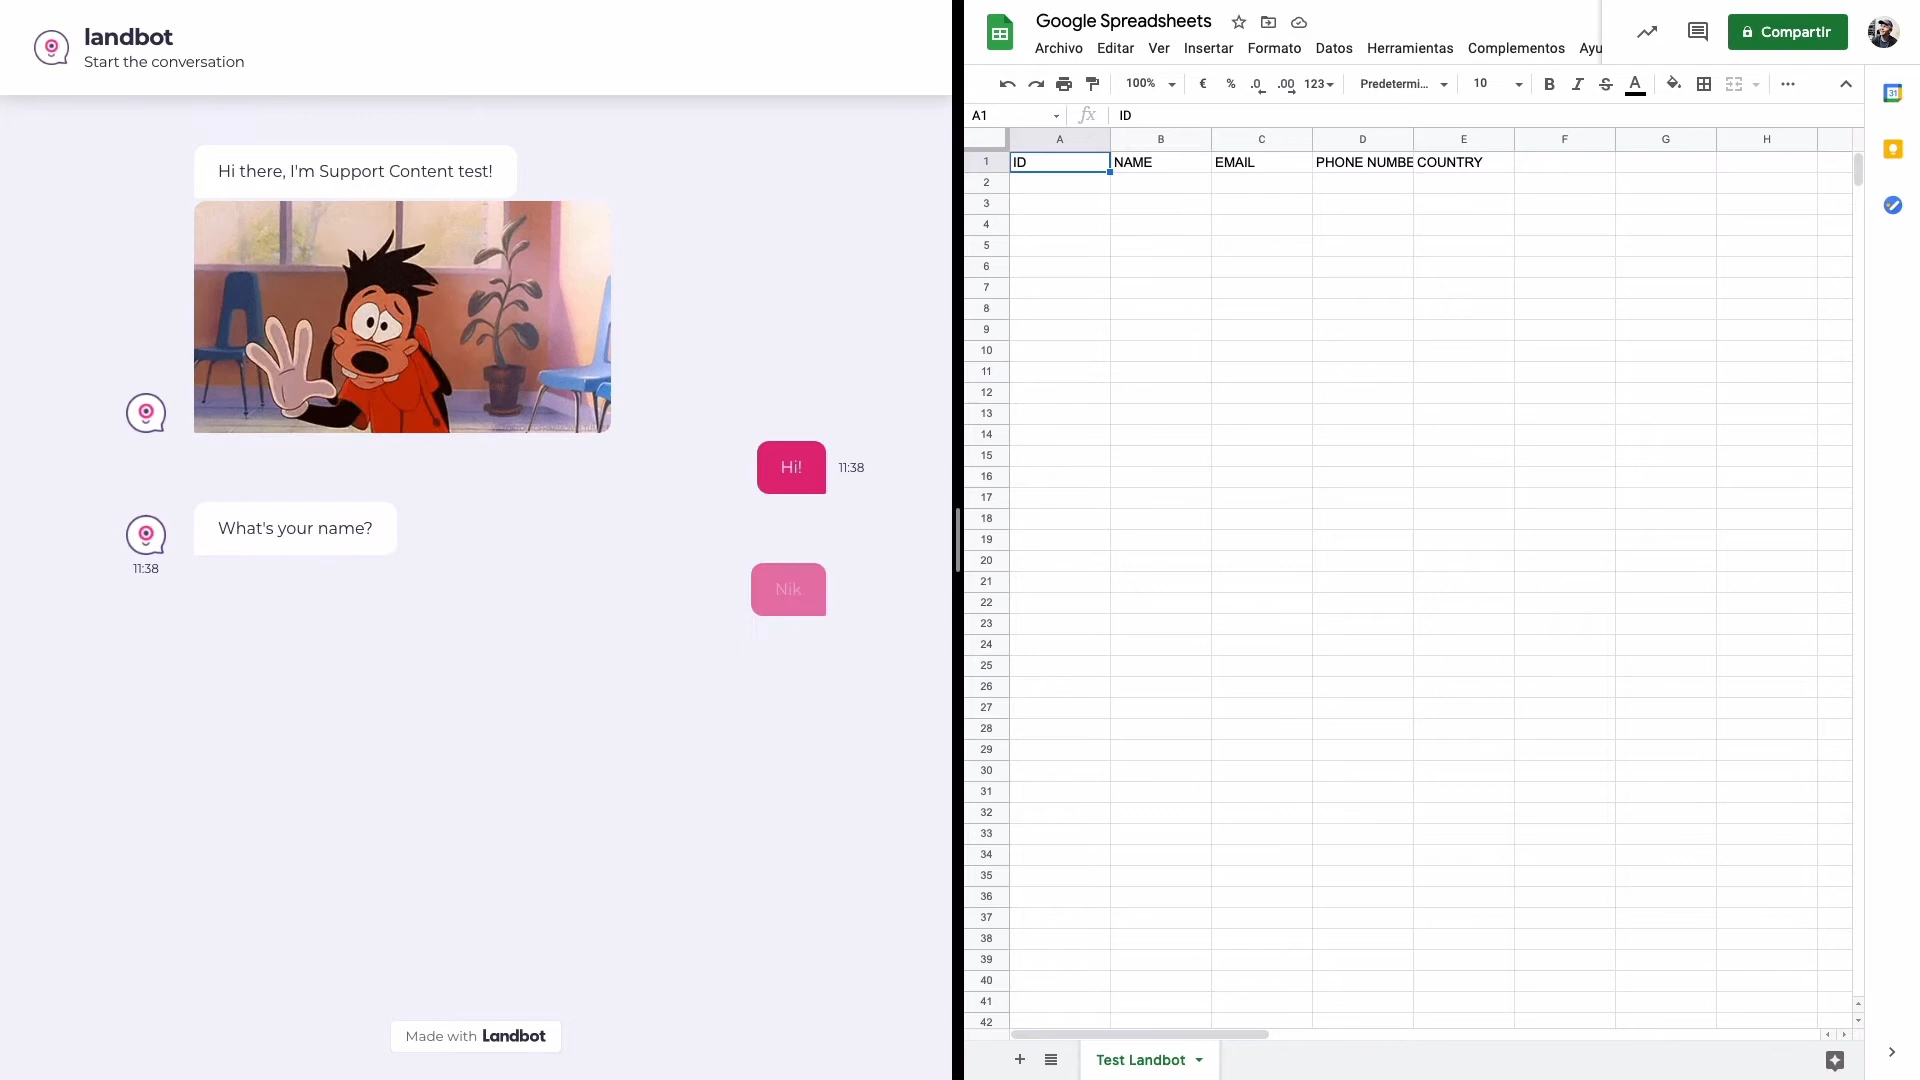 landbot
Start the conversation
Hi there, I'm Support Content test!
Hi!
11:38
What's your name?
11:38
Nik
Made with Landbot
Google Spreadsheets
Archivo Editar Ver Insertar Formato Datos Herramientas Complementos Ayu
Compartir
100% € % .0 .00 123 Predetermi... 10 B I S A
31
A1 fx ID
A B C D E F G H
1 ID NAME EMAIL PHONE NUMBE COUNTRY
2
3
4
5
6
7
8
9
10
11
12
13
14
15
16
17
18
19
20
21
22
23
24
25
26
27
28
29
30
31
32
33
34
35
36
37
38
39
40
41
42
Test Landbot